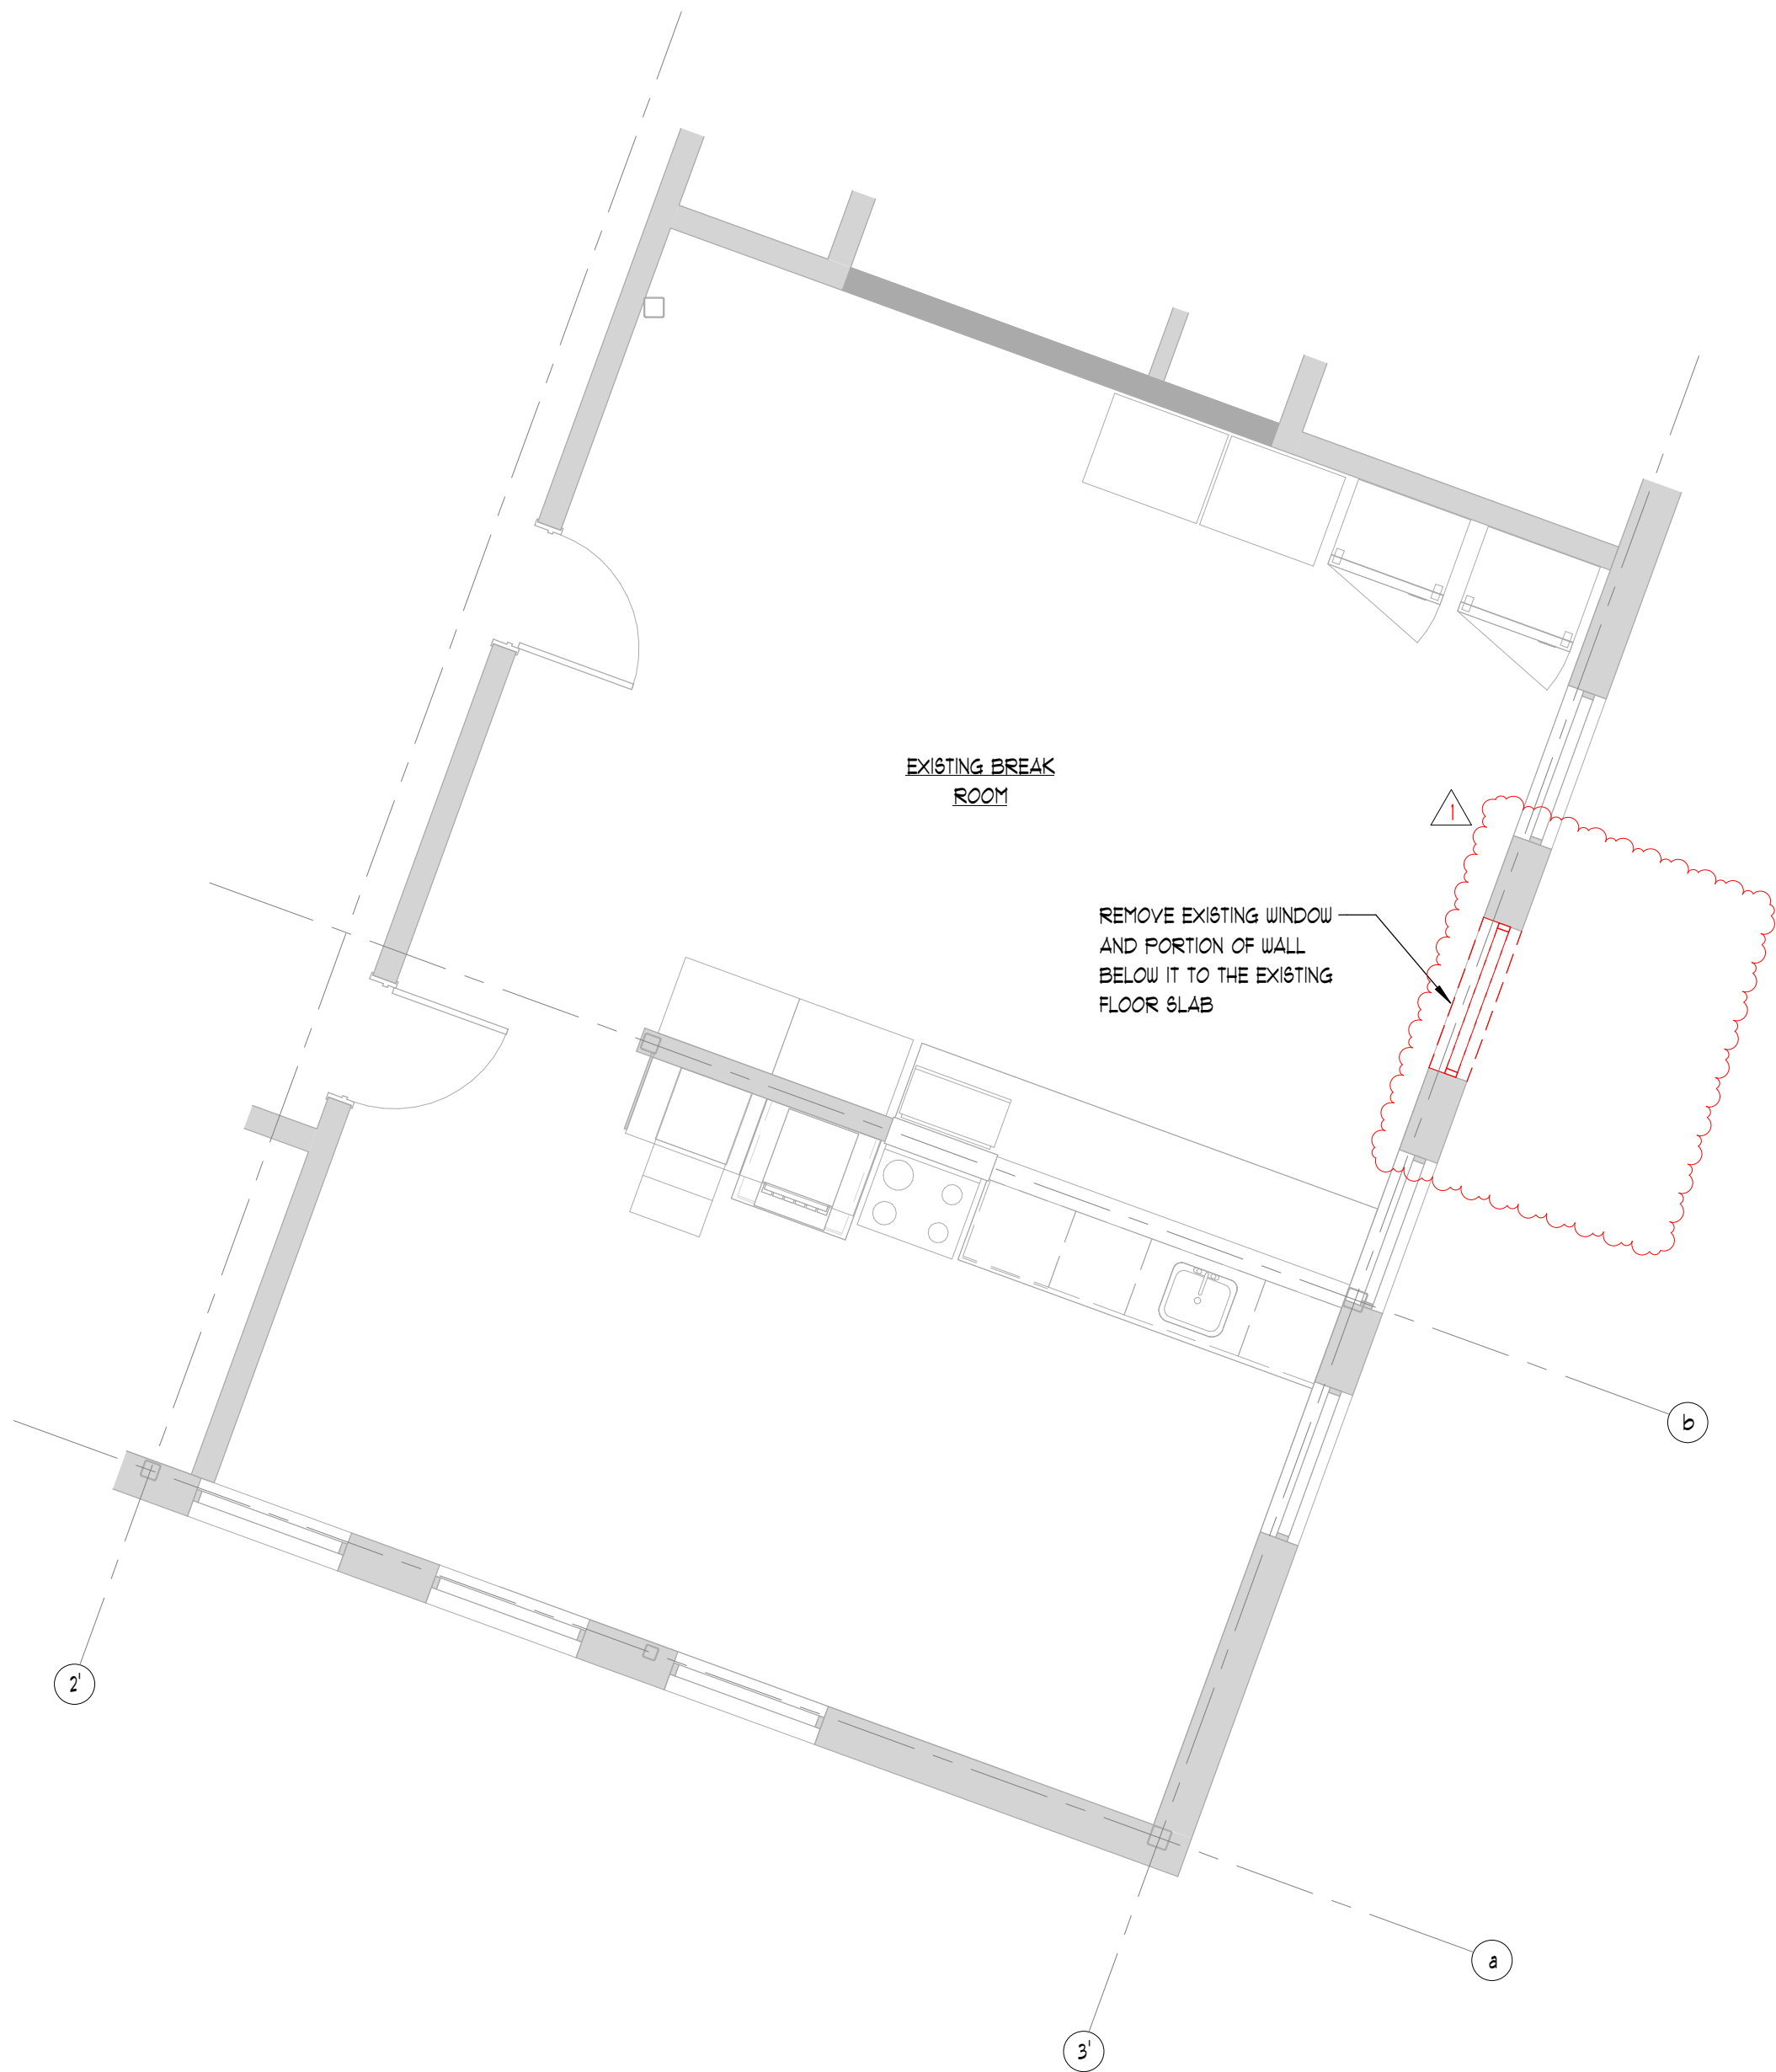 EXISTING BREAK
ROOM
1
REMOVE EXISTING WINDOW
AND PORTION OF WALL
BELOW IT TO THE EXISTING
FLOOR SLAB
b
2'
a
3'